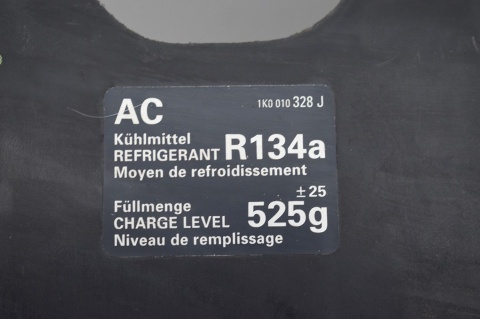 AC 1K0 010 328 J
Kühlmittel
REFRIGERANT R134a
Moyen de refroidissement
± 25
Füllmenge
CHARGE LEVEL 525g
Niveau de remplissage